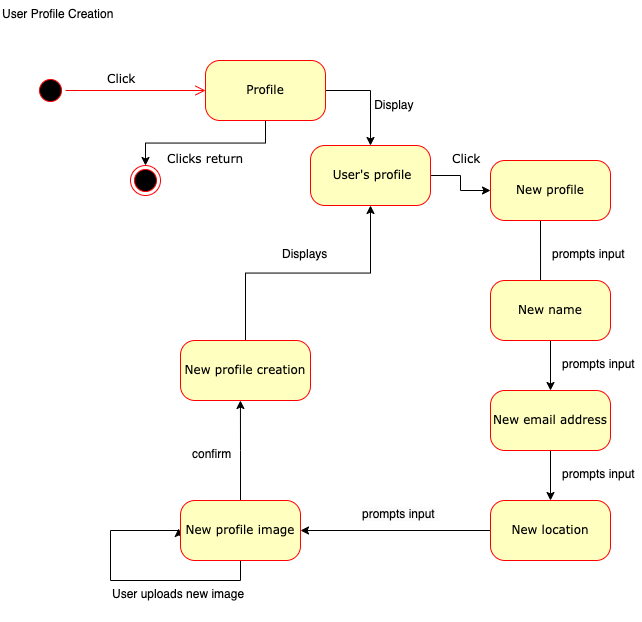 User Profile Creation
Click
Profile
Display
Clicks return
User's profile
Click
New profile
prompts input
Displays
New name
prompts input
New profile creation
New email address
confirm
prompts input
prompts input
New profile image
New location
User uploads new image